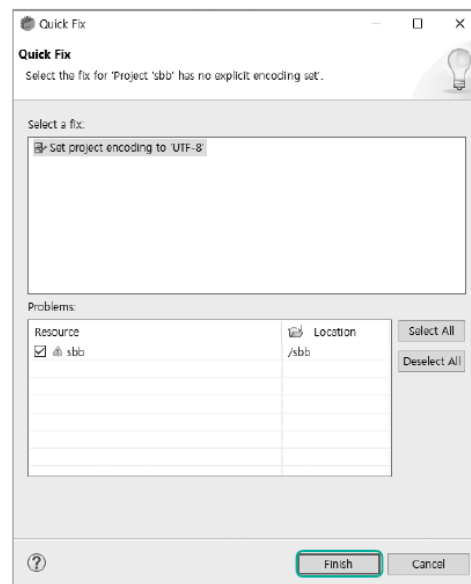 Quick Fix
Quick Fix
Select the fix for 'Project 'sbb' has no explicit encoding set'.
Select a fix:
Set project encoding to 'UTF-8'
Problems:
Resource Location
sbb /sbb
Select All
Deselect All
Finish Cancel